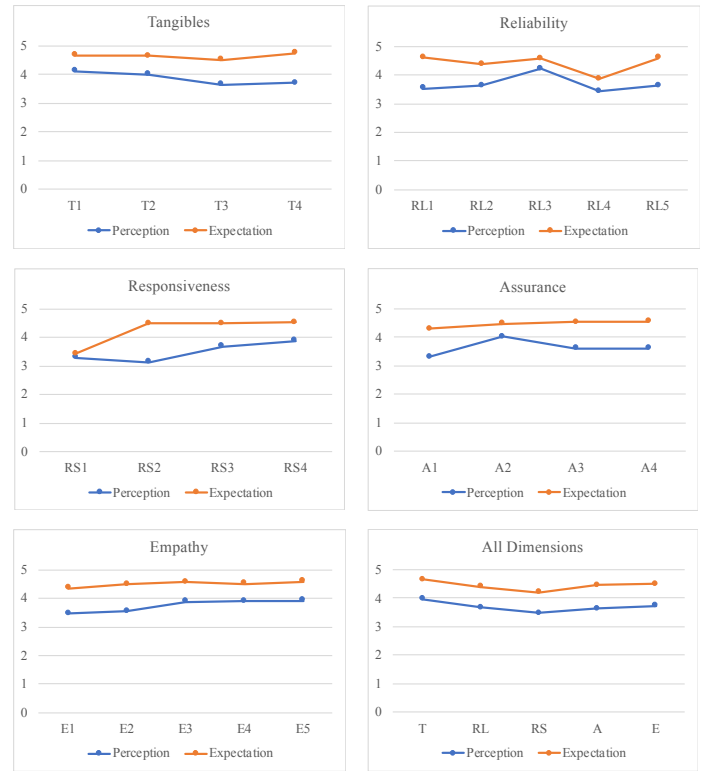 Tangibles
5
4
3
2
1
0
T1 T2 T3 T4
Perception Expectation
Reliability
5
4
3
2
1
0
RL1 RL2 RL3 RL4 RL5
Perception Expectation
Responsiveness
5
4
3
2
1
0
RS1 RS2 RS3 RS4
Perception Expectation
Assurance
5
4
3
2
1
0
A1 A2 A3 A4
Perception Expectation
Empathy
5
4
3
2
1
0
E1 E2 E3 E4 E5
Perception Expectation
All Dimensions
5
4
3
2
1
0
T RL RS A E
Perception Expectation